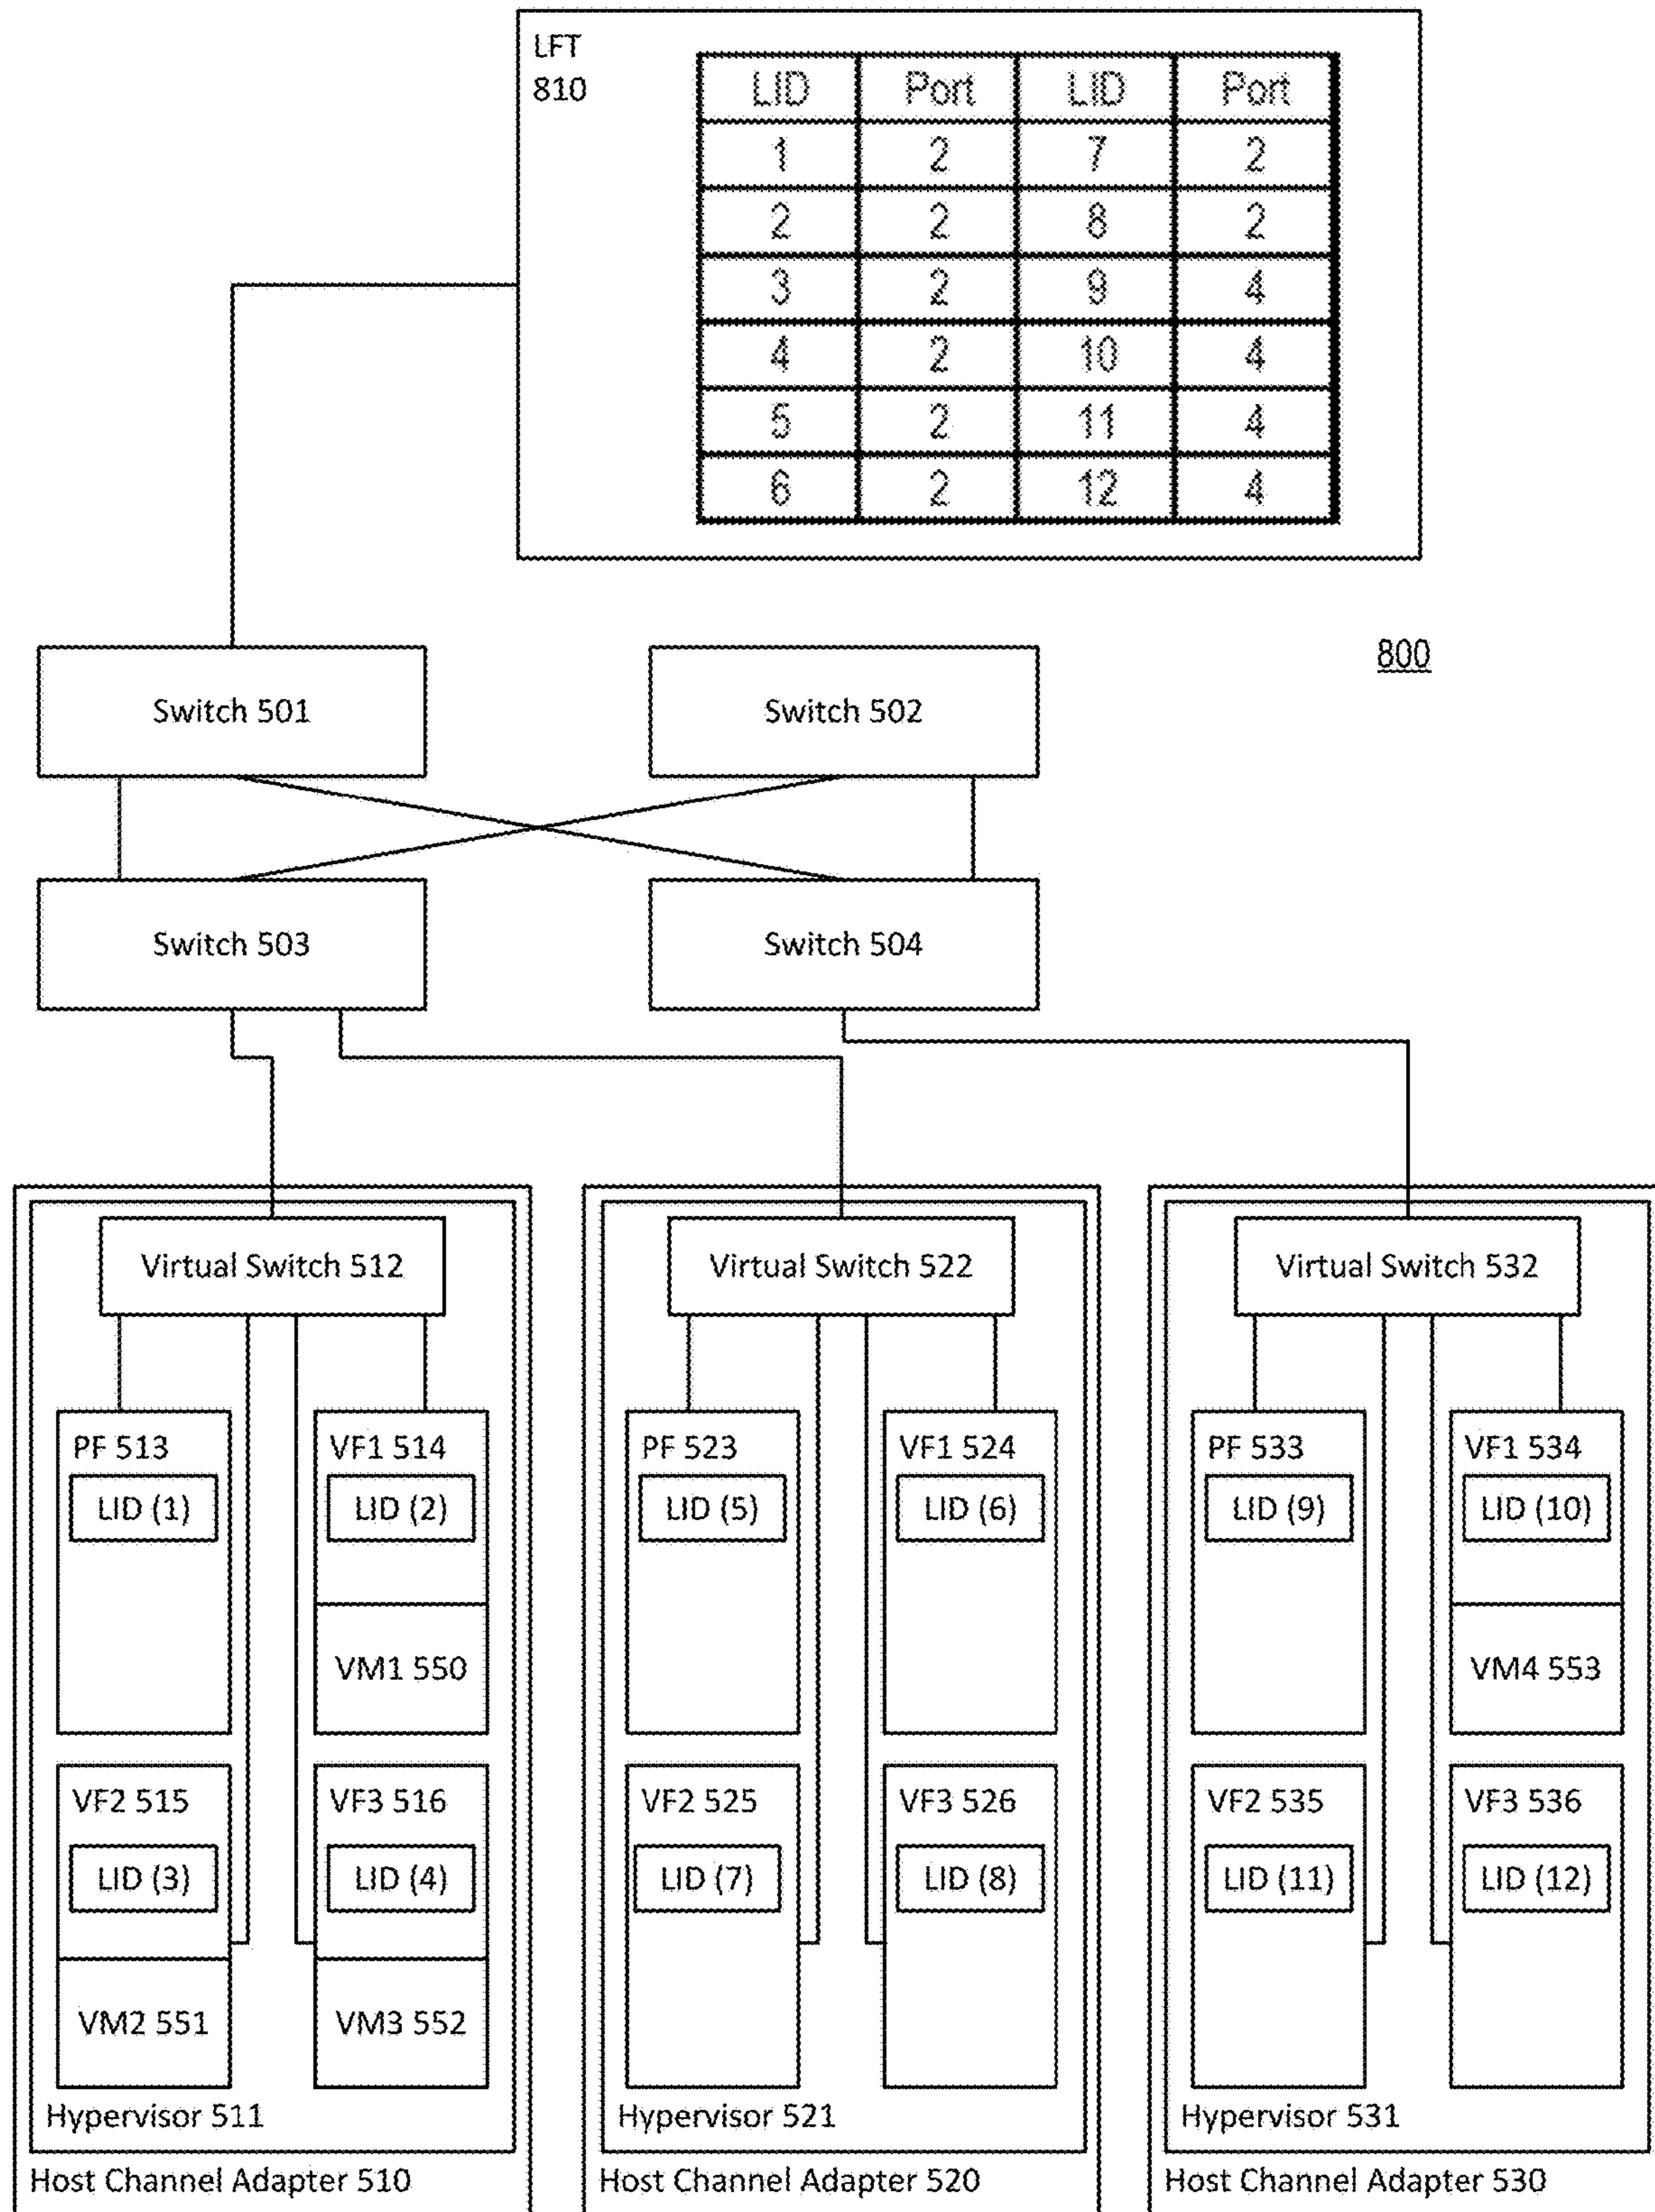 LFT
810
LID Port LID Port
1 2 7 2
2 2 8 2
3 2 9 4
4 2 10 4
5 2 11 4
6 2 12 4
800
Switch 501
Switch 502
Switch 503
Switch 504
Virtual Switch 512
PF 513
LID (1)
VF1 514
LID (2)
VM1 550
VF2 515
LID (3)
VM2 551
VF3 516
LID (4)
VM3 552
Hypervisor 511
Host Channel Adapter 510
Virtual Switch 522
PF 523
LID (5)
VF1 524
LID (6)
VF2 525
LID (7)
VF3 526
LID (8)
Hypervisor 521
Host Channel Adapter 520
Virtual Switch 532
PF 533
LID (9)
VF1 534
LID (10)
VM4 553
VF2 535
LID (11)
VF3 536
LID (12)
Hypervisor 531
Host Channel Adapter 530